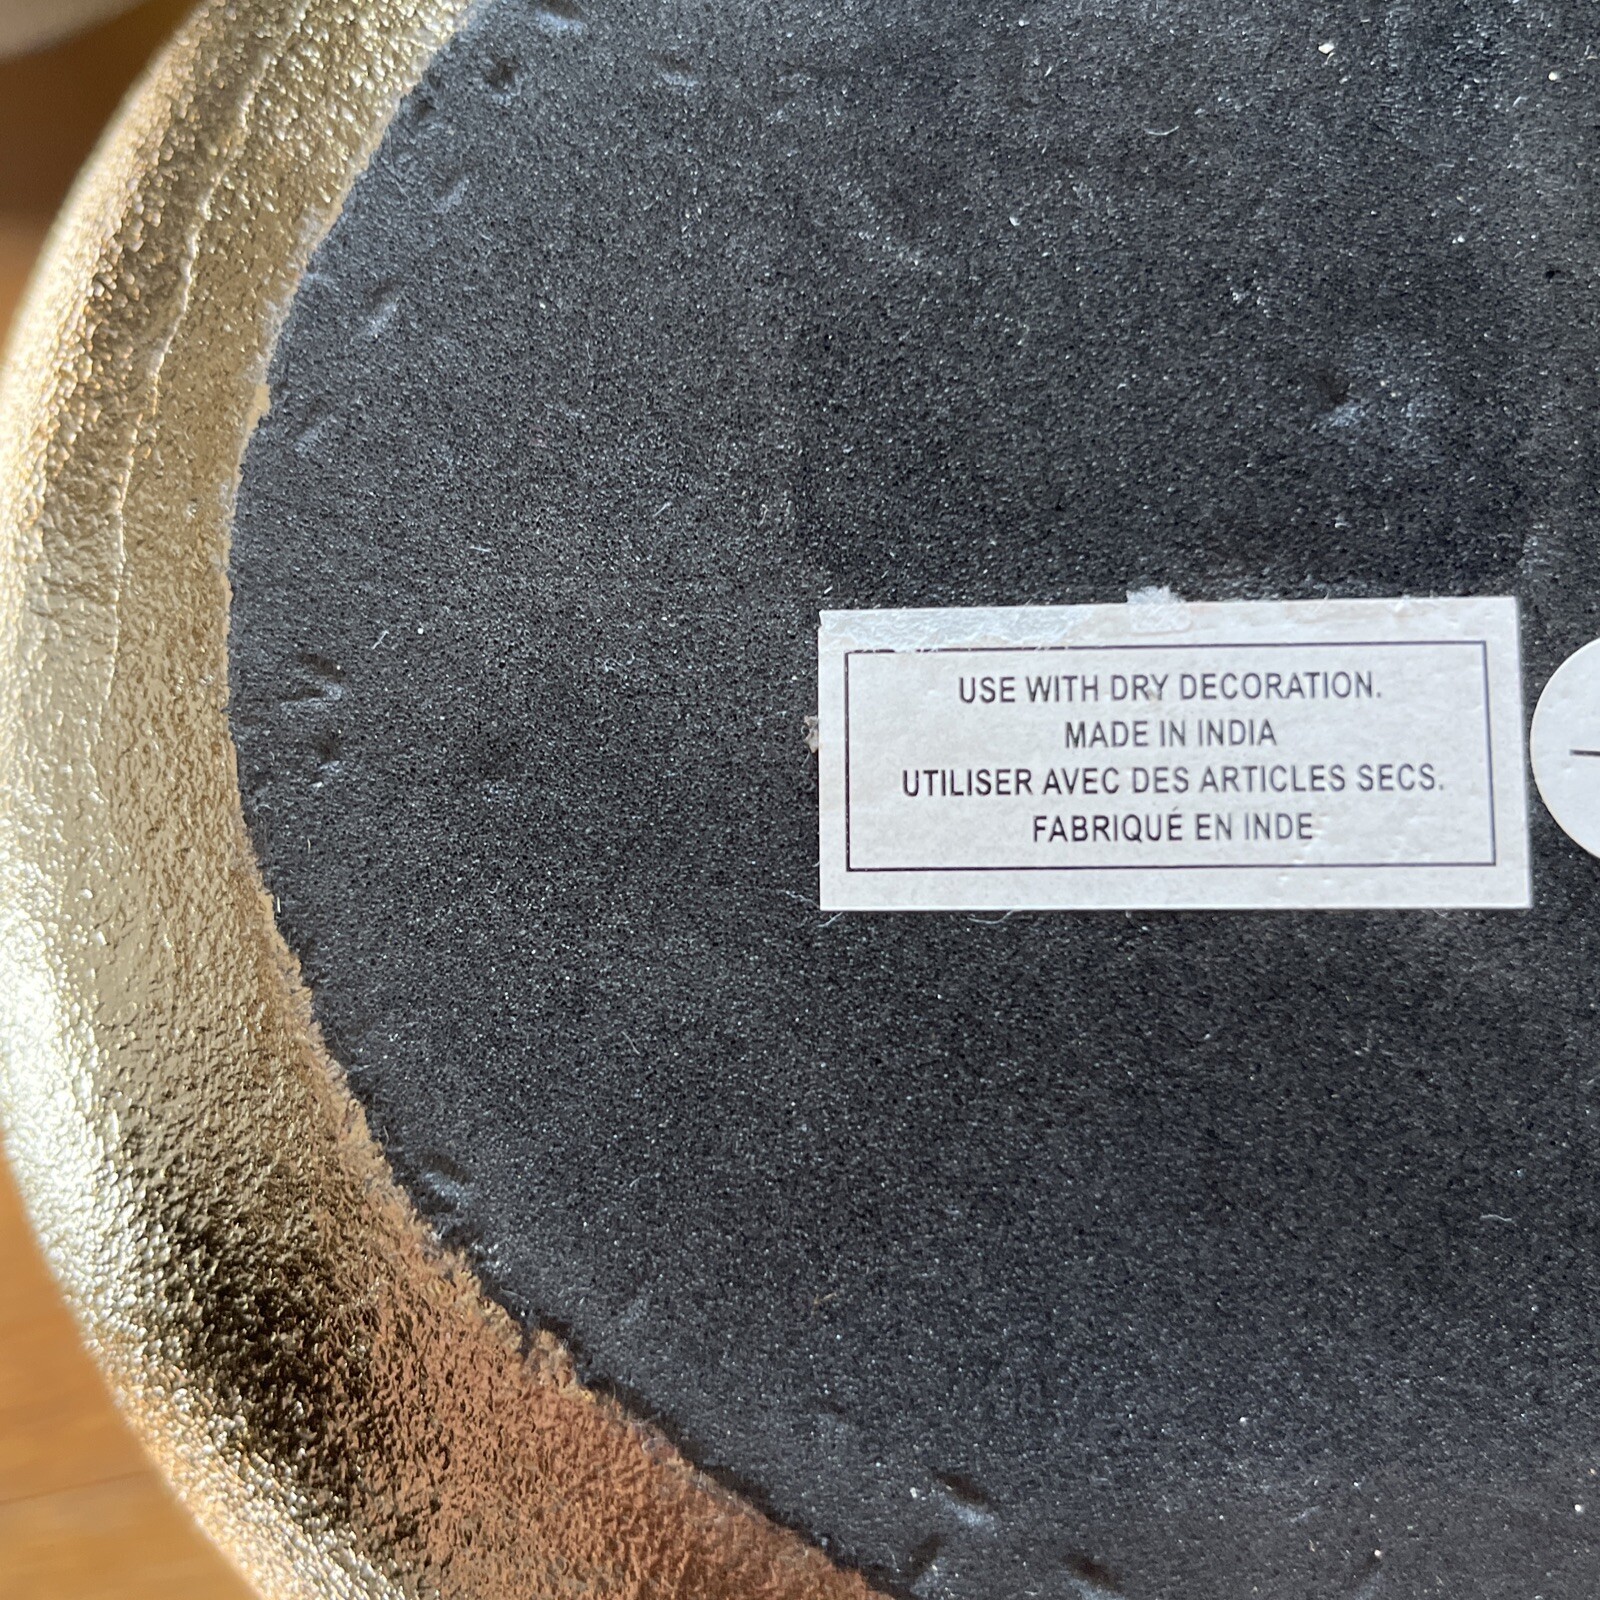 USE WITH DRY DECORATION.
MADE IN INDIA
UTILISER AVEC DES ARTICLES SECS.
FABRIQUÉ EN INDE